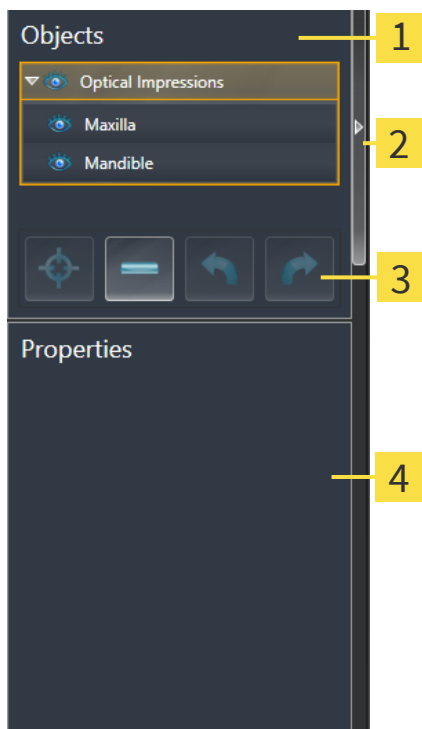 Objects
1
Optical Impressions
Maxilla
2
Mandible
3
Properties
4